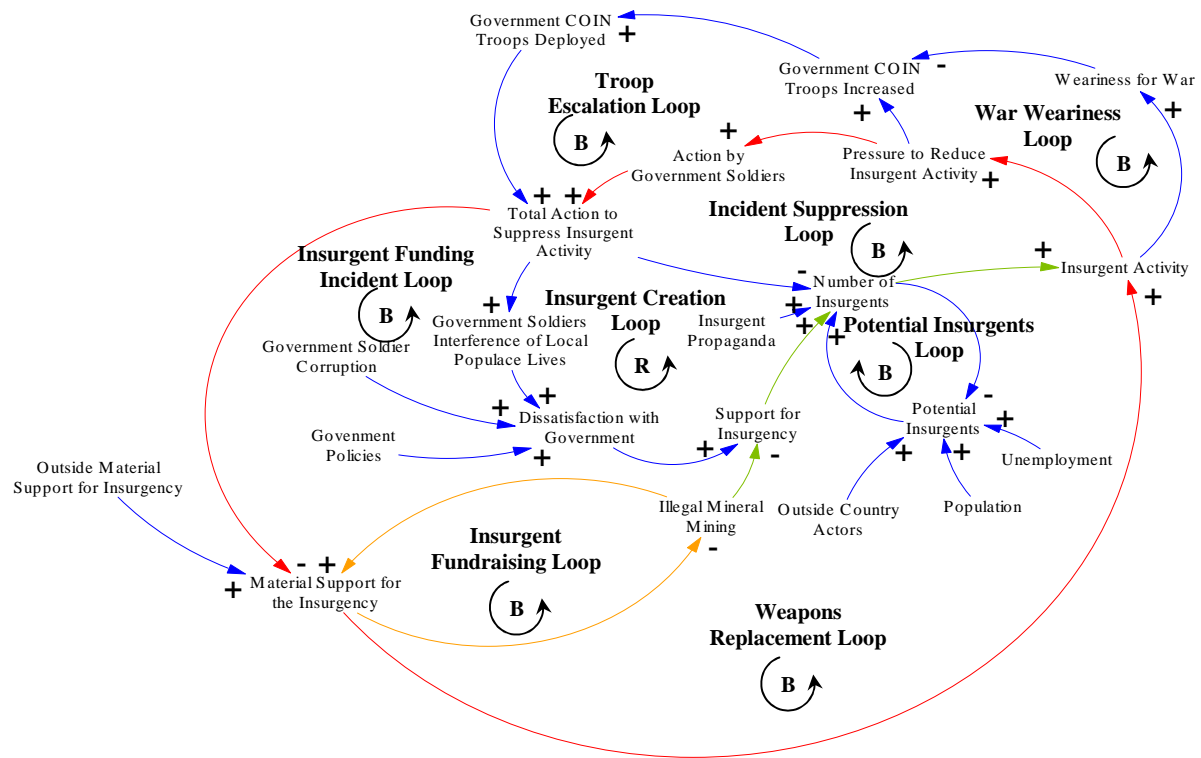 Government COIN
Troops Deployed
+
Government COIN
Troops Increased
-
+
Weariness for War
+
Troop
Escalation Loop
B
War Weariness
Loop
B
+
Action by
Government Soldiers
Pressure to Reduce
Insurgent Activity
+
+ +
Total Action to
Suppress Insurgent
Activity
Incident Suppression
Loop
B
Insurgent Funding
Incident Loop
B
+
Insurgent Activity
+
-
Number of
Insurgents
+
+
+
Insurgent Creation
Loop
R
Insurgent
Propaganda
Potential Insurgents
Loop
B
+
Government Soldiers
Interference of Local
Populace Lives
Government Soldier
Corruption
+
+
Dissatisfaction with
Government
+
Govenment
Policies
Support for
Insurgency
+
-
-
+
Potential
Insurgents
+
+
Unemployment
Outside Country
Actors
Population
Outside Material
Support for Insurgency
Illegal Mineral
Mining
-
Insurgent
Fundraising Loop
B
- +
+
Material Support for
the Insurgency
Weapons
Replacement Loop
B